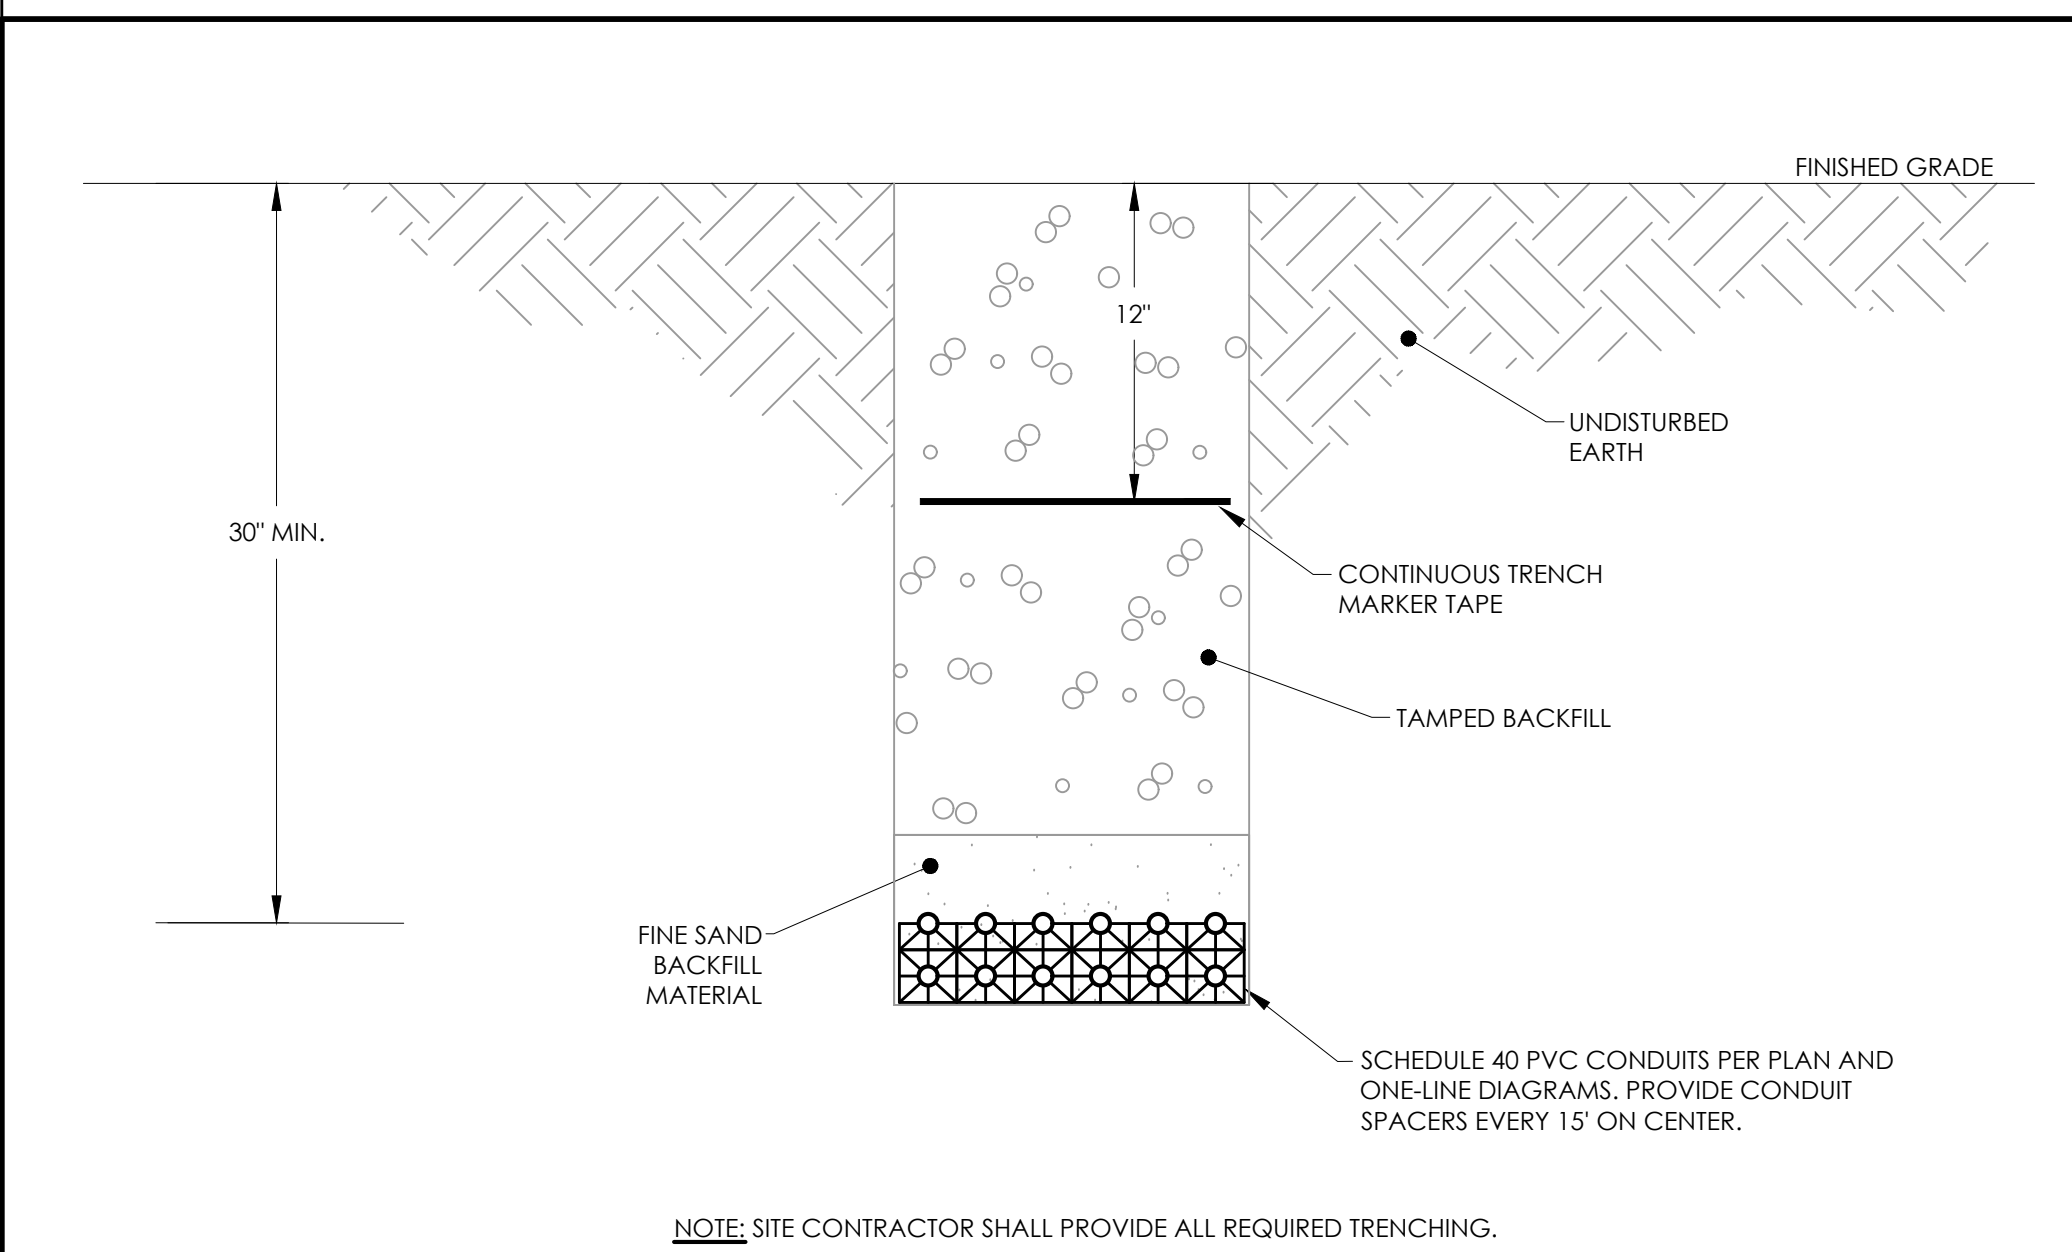 FINISHED GRADE
12"
UNDISTURBED
EARTH
30" MIN.
CONTINUOUS TRENCH
MARKER TAPE
TAMPED BACKFILL
FINE SAND
BACKFILL
MATERIAL
SCHEDULE 40 PVC CONDUITS PER PLAN AND
ONE-LINE DIAGRAMS. PROVIDE CONDUIT
SPACERS EVERY 15' ON CENTER.
NOTE: SITE CONTRACTOR SHALL PROVIDE ALL REQUIRED TRENCHING.